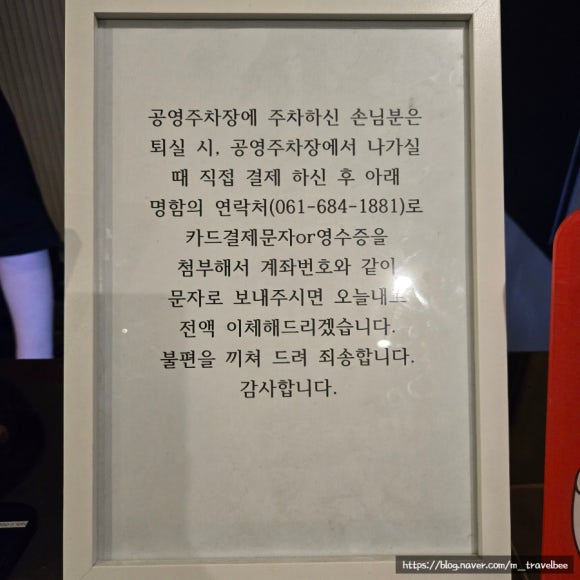 공영주차장에 주차하신 손님분은
퇴실 시, 공영주차장에서 나가실
때 직접 결제 하신 후 아래
명함의 연락처(061-684-1881)로
카드결제문자or영수증을
첨부해서 계좌번호와 같이
문자로 보내주시면 오늘내로
전액 이체해드리겠습니다.
불편을 끼쳐 드려 죄송합니다.
감사합니다.
https://blog.naver.com/m_travelbee